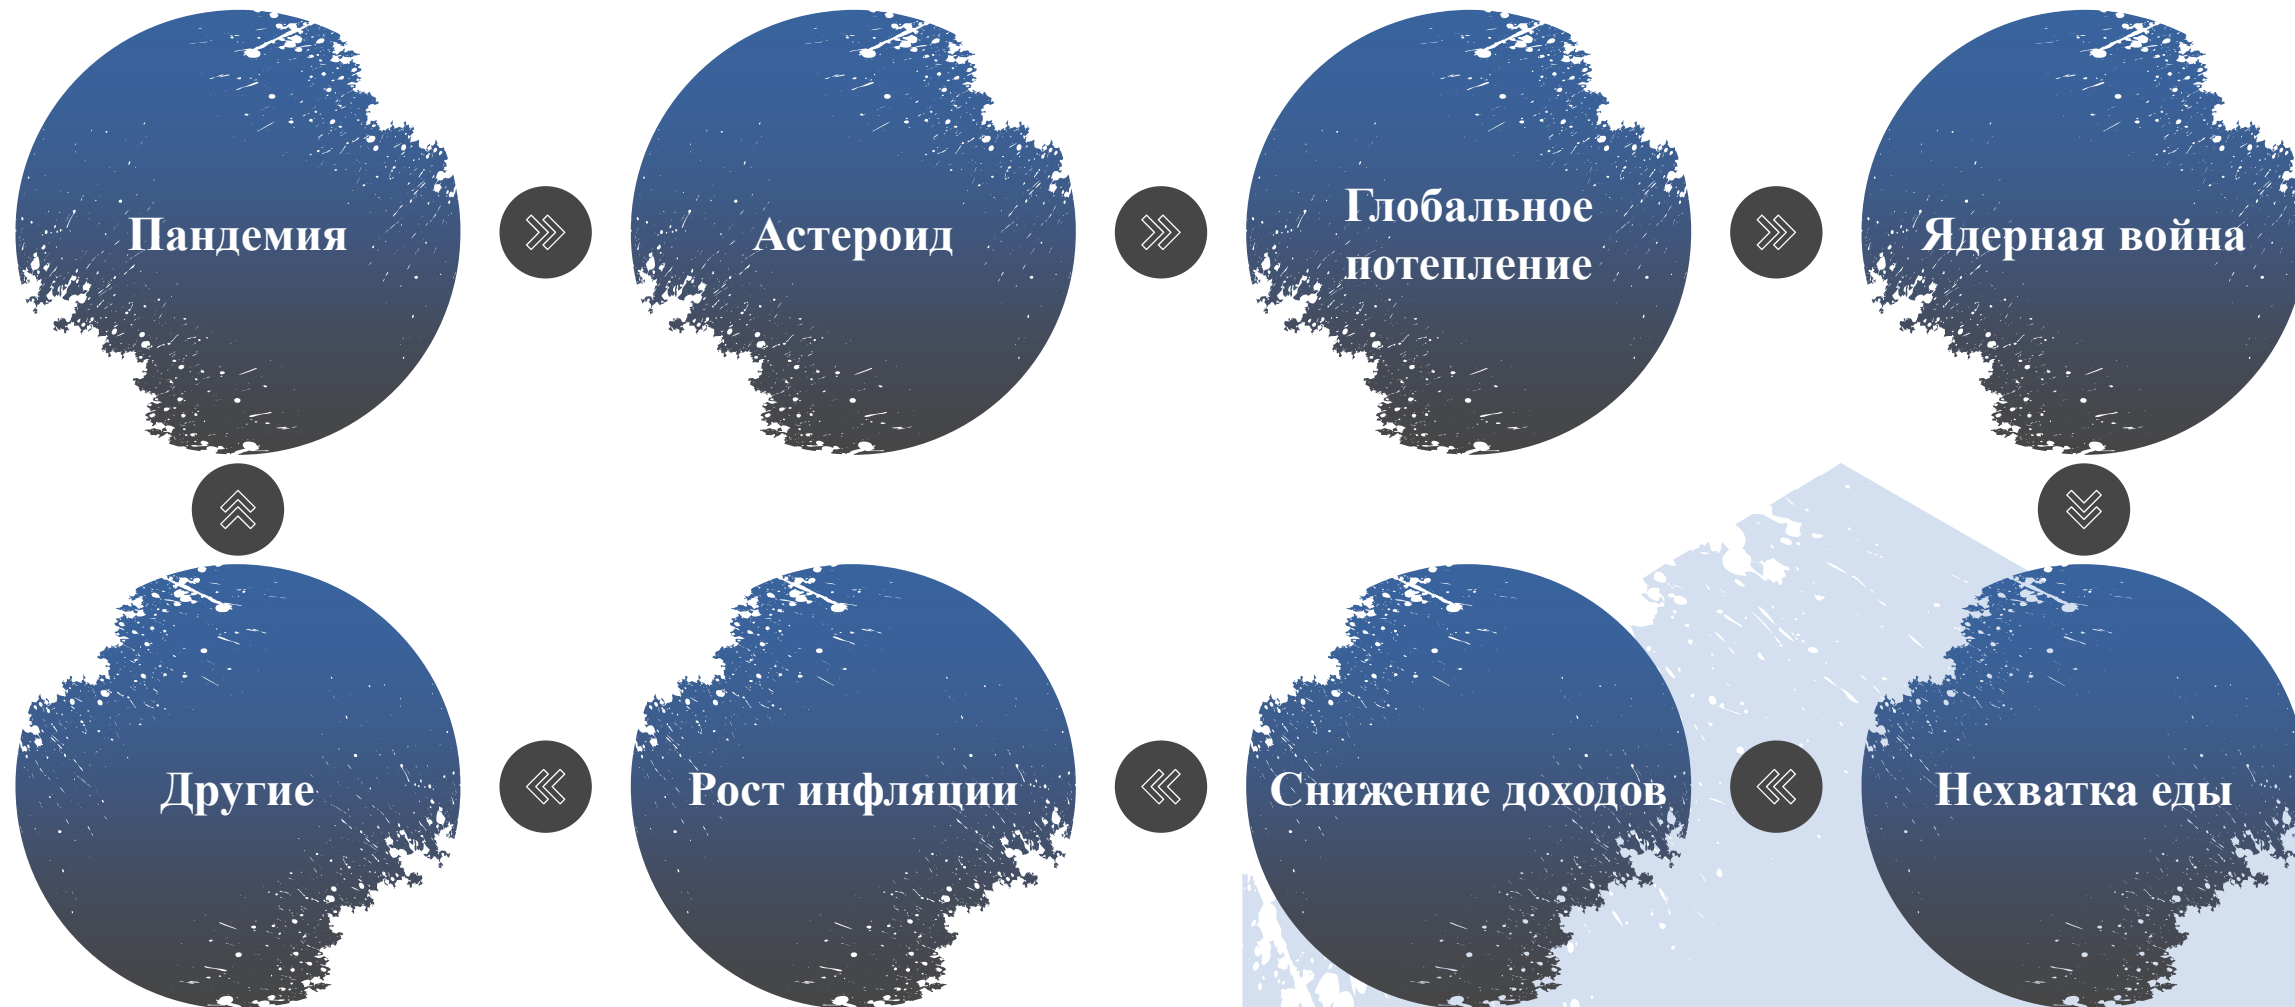 Пандемия
Астероид
Глобальное
потепление
Ядерная война
Другие
Рост инфляции
Снижение доходов
Нехватка еды